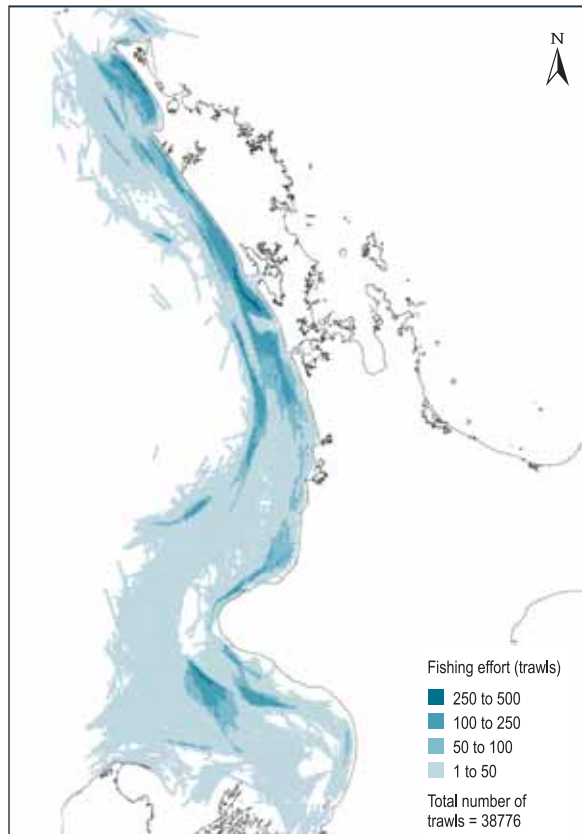 N
Fishing effort (trawls)
250 to 500
100 to 250
50 to 100
1 to 50
Total number of
trawls = 38776